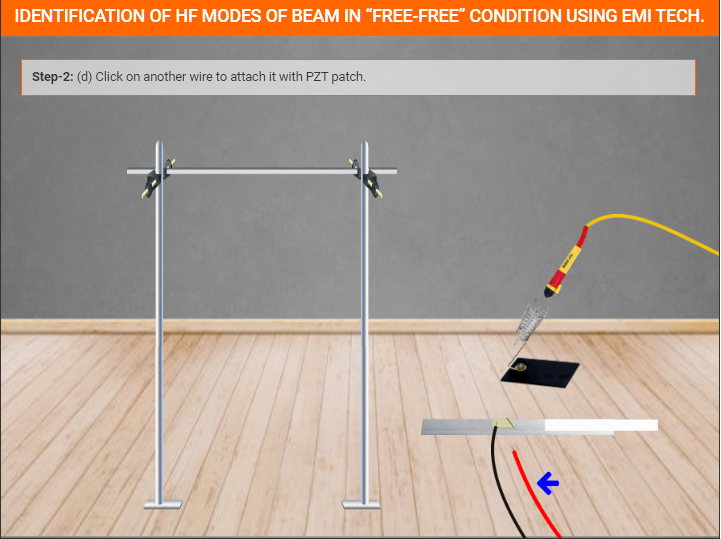 IDENTIFICATION OF HF MODES OF BEAM IN “FREE-FREE” CONDITION USING EMI TECH.
Step-2: (d) Click on another wire to attach it with PZT patch.